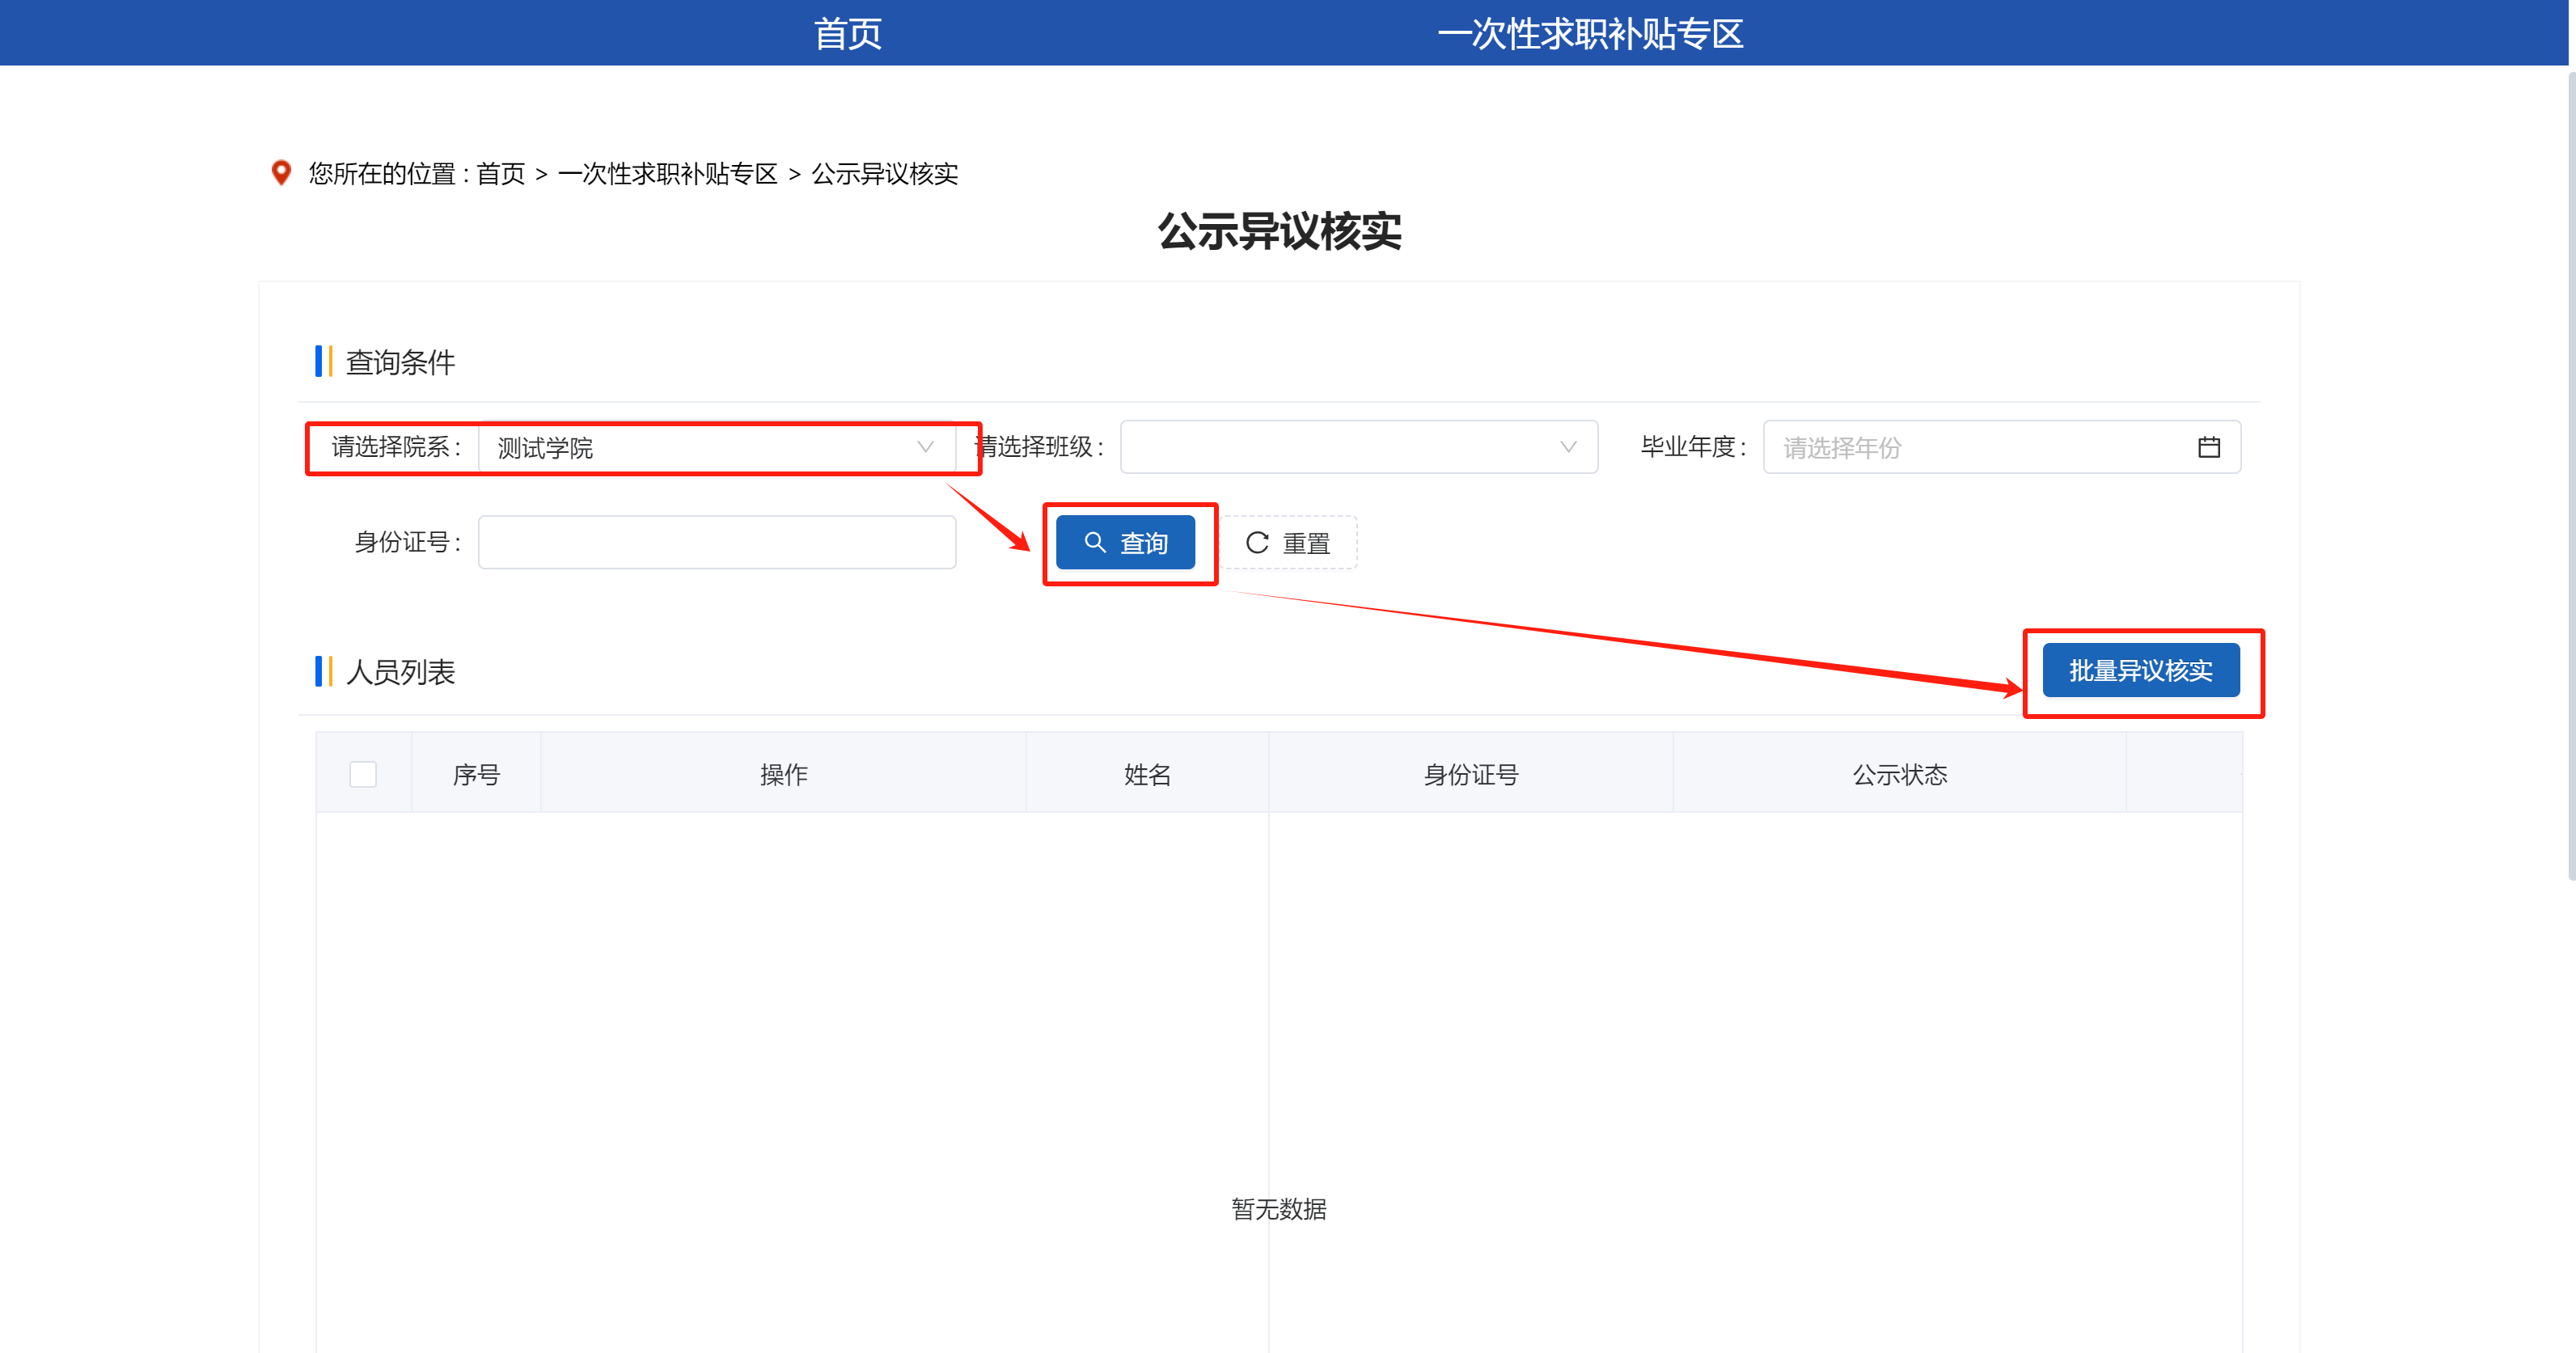 首页 一次性求职补贴专区
您所在的位置 : 首页 > 一次性求职补贴专区 > 公示异议核实
公示异议核实
查询条件
请选择院系 : 测试学院 请选择班级 : 毕业年度 : 请选择年份
身份证号 : 查询 重置
人员列表 批量异议核实
序号 操作 姓名 身份证号 公示状态
暂无数据